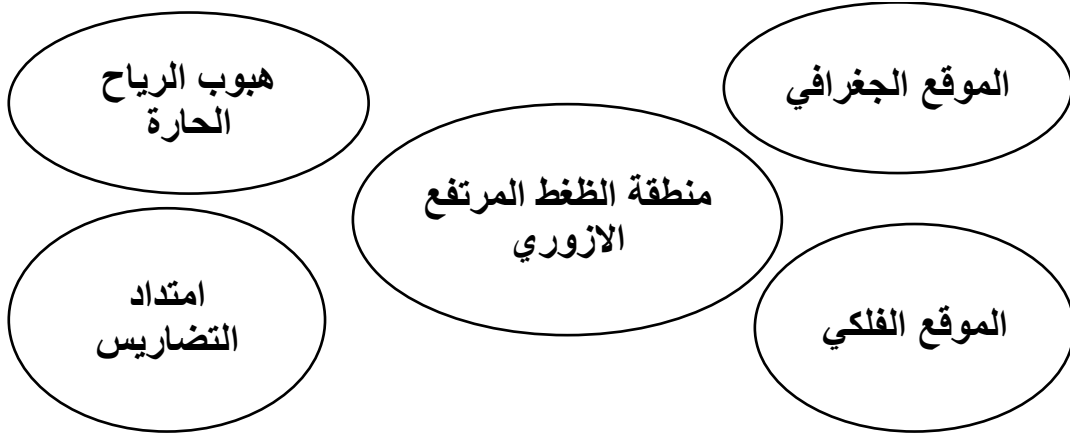 الموقع الجغرافي
هبوب الرياح
الحارة
منطقة الظغط المرتفع
الازوري
الموقع الفلكي
امتداد
التضاريس